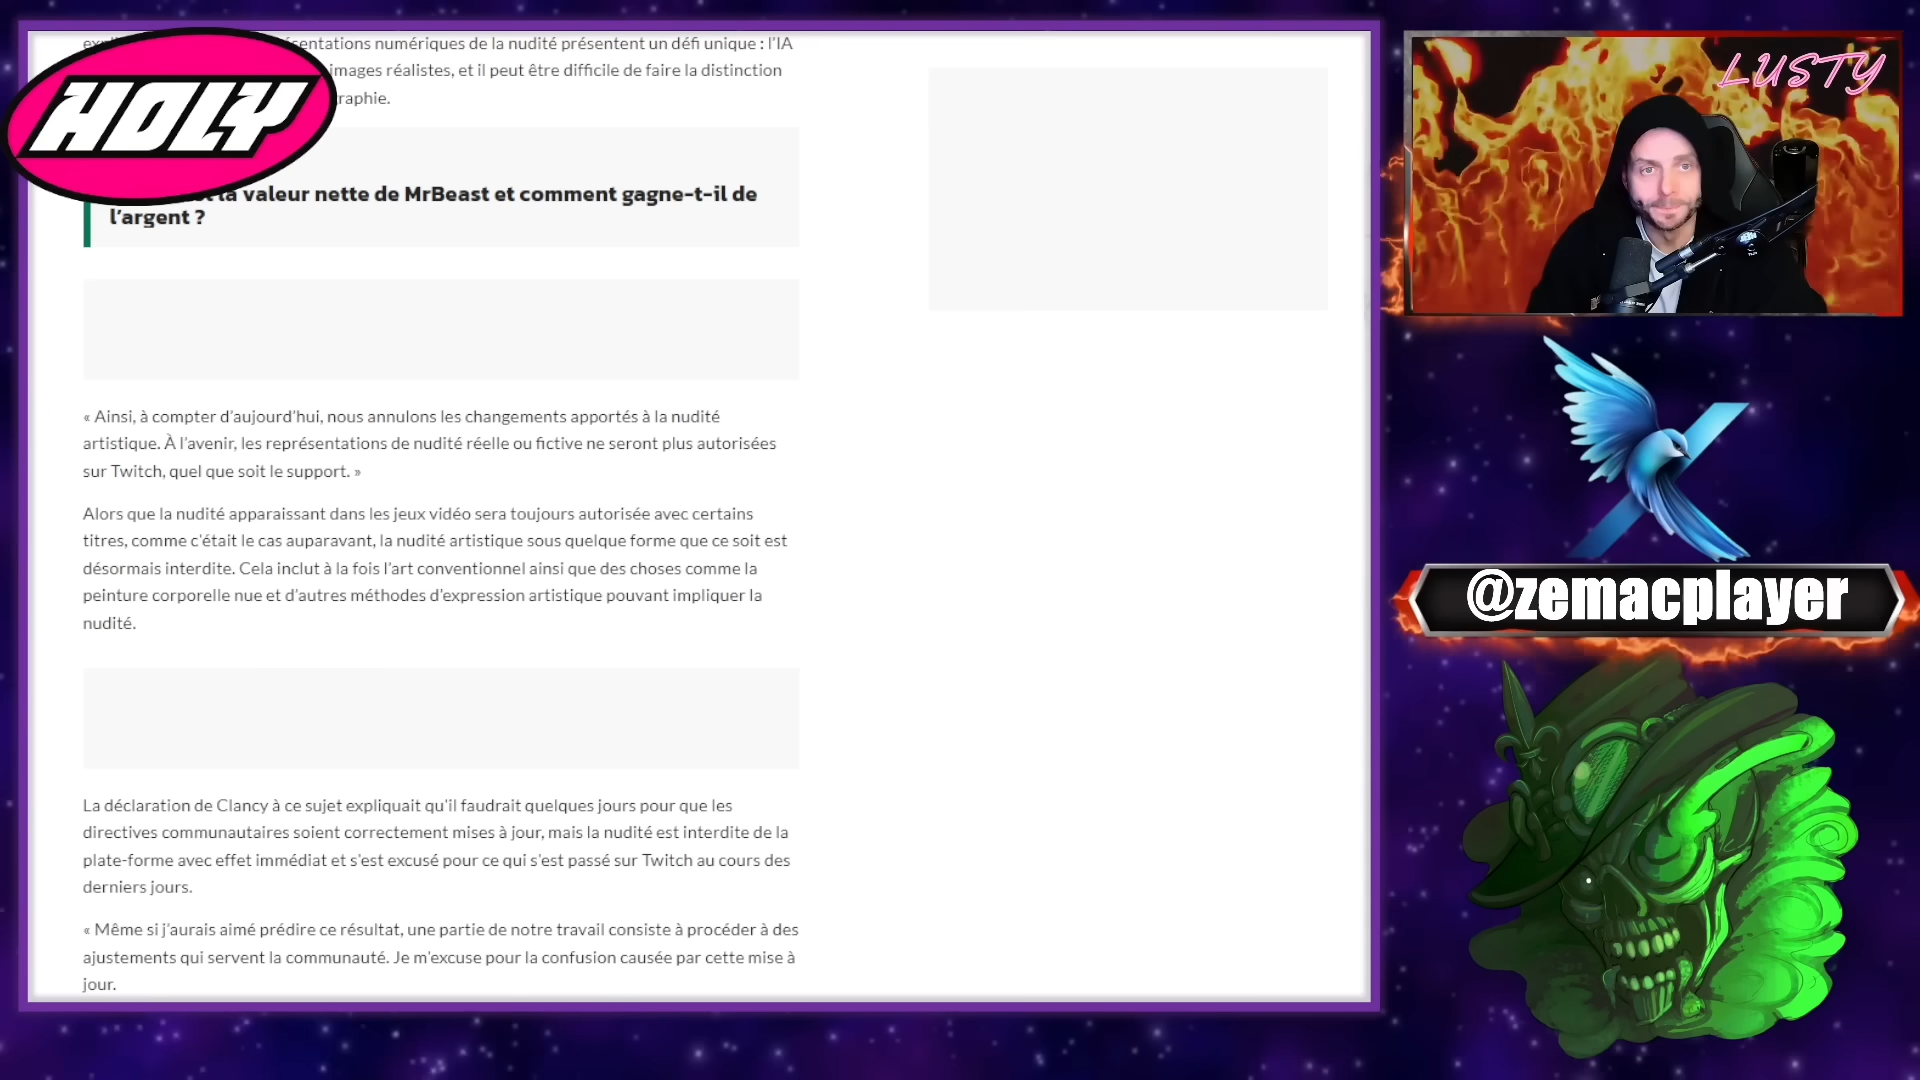 sentations numériques de la nudité présentent un défi unique : l'IA
images réalistes, et il peut être difficile de faire la distinction
raphie.
HOLY
la valeur nette de MrBeast et comment gagne-t-il de
l'argent ?
« Ainsi, à compter d'aujourd'hui, nous annulons les changements apportés à la nudité
artistique. À l'avenir, les représentations de nudité réelle ou fictive ne seront plus autorisées
sur Twitch, quel que soit le support. »
Alors que la nudité apparaissant dans les jeux vidéo sera toujours autorisée avec certains
titres, comme c'était le cas auparavant, la nudité artistique sous quelque forme que ce soit est
désormais interdite. Cela inclut à la fois l'art conventionnel ainsi que des choses comme la
peinture corporelle nue et d'autres méthodes d'expression artistique pouvant impliquer la
nudité.
La déclaration de Clancy à ce sujet expliquait qu'il faudrait quelques jours pour que les
directives communautaires soient correctement mises à jour, mais la nudité est interdite de la
plate-forme avec effet immédiat et s'est excusé pour ce qui s'est passé sur Twitch au cours des
derniers jours.
« Même si j'aurais aimé prédire ce résultat, une partie de notre travail consiste à procéder à des
ajustements qui servent la communauté. Je m'excuse pour la confusion causée par cette mise à
jour.
LUSTY
@zemacplayer